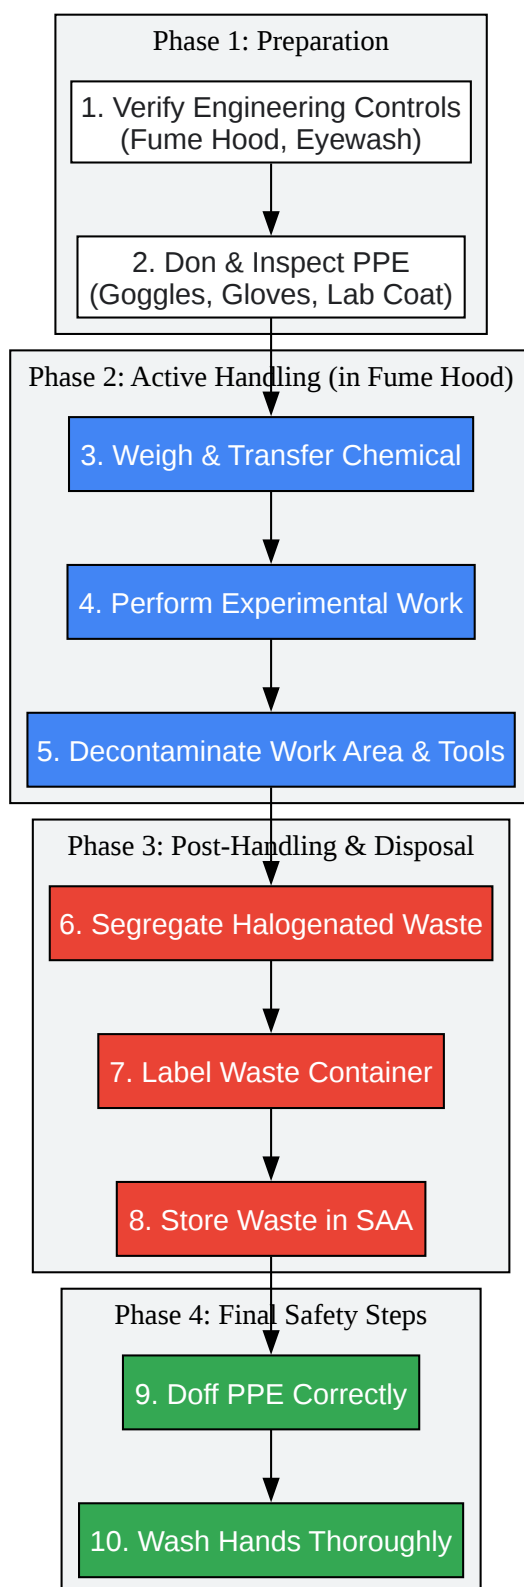 Phase 1: Preparation
1. Verify Engineering Controls
(Fume Hood, Eyewash)
2. Don & Inspect PPE
(Goggles, Gloves, Lab Coat)
Phase 2: Active Handling (in Fume Hood)
3. Weigh & Transfer Chemical
4. Perform Experimental Work
5. Decontaminate Work Area & Tools
Phase 3: Post-Handling & Disposal
6. Segregate Halogenated Waste
7. Label Waste Container
8. Store Waste in SAA
Phase 4: Final Safety Steps
9. Doff PPE Correctly
10. Wash Hands Thoroughly